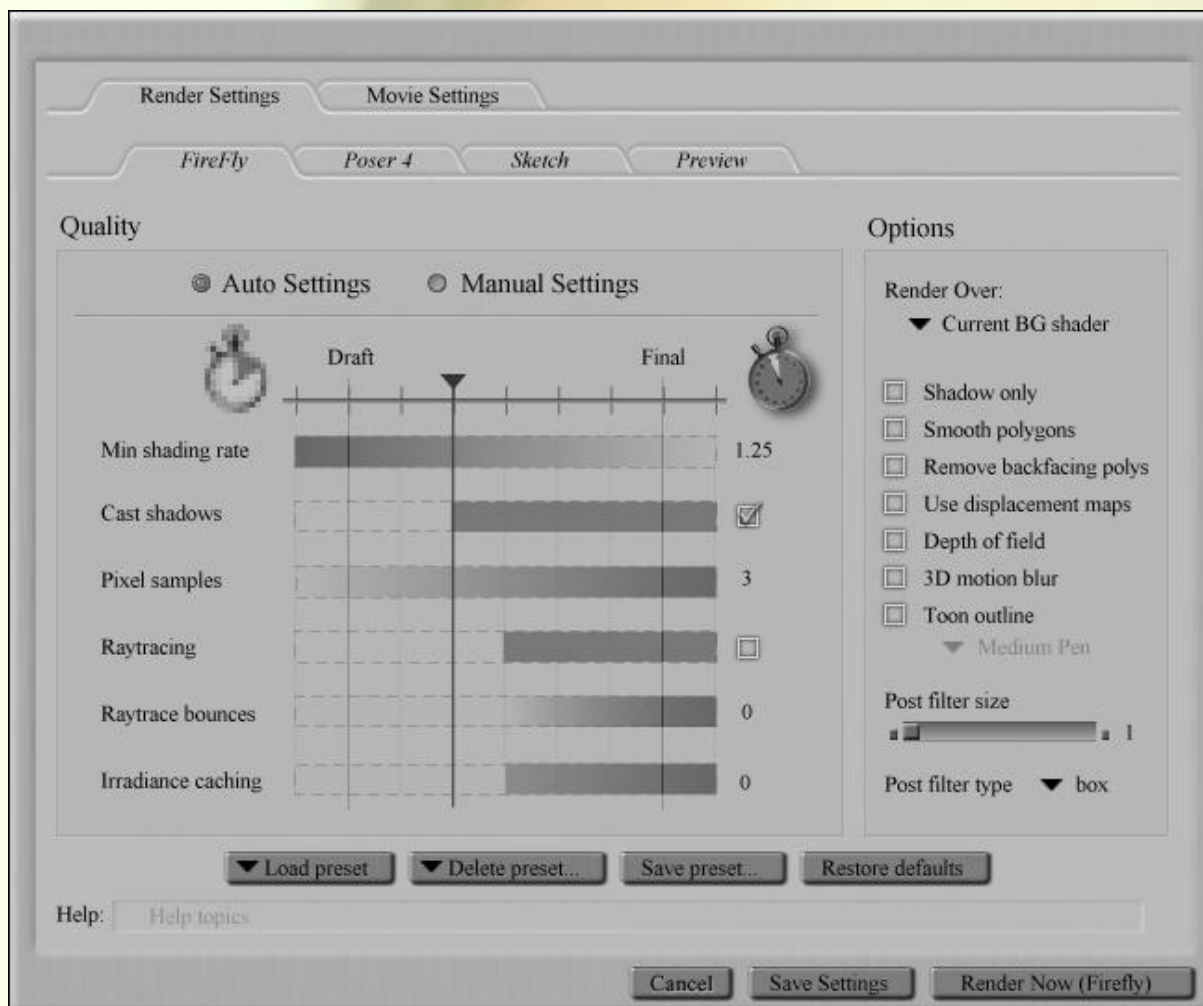 Render Settings Movie Settings
FireFly Poser 4 Sketch Preview
Quality
Auto Settings Manual Settings
Draft Final
Min shading rate 1.25
Cast shadows
Pixel samples 3
Raytracing
Raytrace bounces 0
Irradiance caching 0
Options
Render Over:
Current BG shader
Shadow only
Smooth polygons
Remove backfacing polys
Use displacement maps
Depth of field
3D motion blur
Toon outline
Medium Pen
Post filter size
1
Post filter type box
Load preset Delete preset... Save preset... Restore defaults
Help: Help topics
Cancel Save Settings Render Now (Firefly)